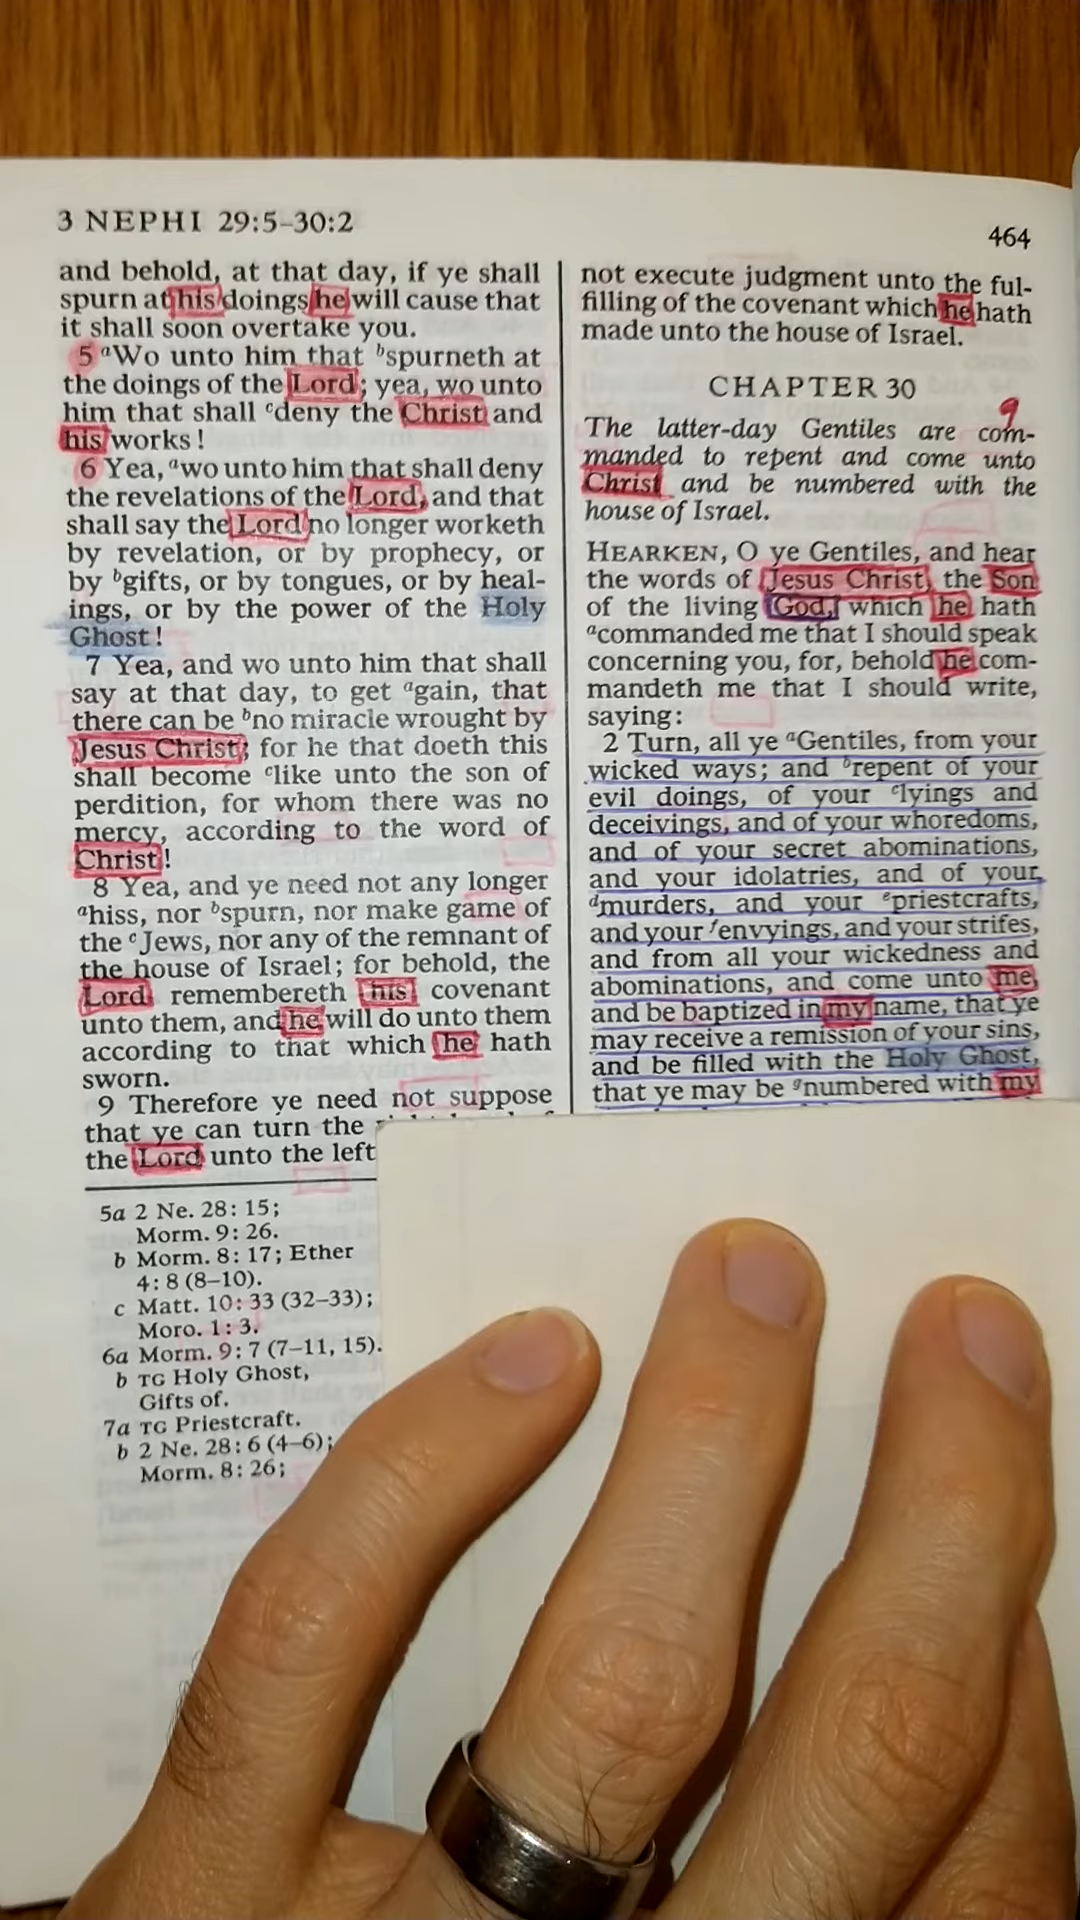 3 NEPHI 29:5–30:2
464
and behold, at that day, if ye shall
spurn at his doings he will cause that
it shall soon overtake you.
5 aWo unto him that bspurneth at
the doings of the Lord; yea, wo unto
him that shall cdeny the Christ and
his works!
6 Yea, awo unto him that shall deny
the revelations of the Lord, and that
shall say the Lord no longer worketh
by revelation, or by prophecy, or
by bgifts, or by tongues, or by heal-
ings, or by the power of the Holy
Ghost!
7 Yea, and wo unto him that shall
say at that day, to get again, that
there can be bno miracle wrought by
Jesus Christ; for he that doeth this
shall become clike unto the son of
perdition, for whom there was no
mercy, according to the word of
Christ!
8 Yea, and ye need not any longer
ahiss, nor bspurn, nor make game of
the cJews, nor any of the remnant of
the house of Israel; for behold, the
Lord remembereth his covenant
unto them, and he will do unto them
according to that which he hath
sworn.
9 Therefore ye need not suppose
that ye can turn the
the Lord unto the left
5a 2 Ne. 28: 15;
Morm. 9: 26.
b Morm. 8: 17; Ether
4: 8 (8–10).
c Matt. 10: 33 (32–33);
Moro. 1: 3.
6a Morm. 9: 7 (7–11, 15).
b TG Holy Ghost,
Gifts of.
7a TG Priestcraft.
b 2 Ne. 28: 6 (4–6);
Morm. 8: 26;
not execute judgment unto the ful-
filling of the covenant which he hath
made unto the house of Israel.
CHAPTER 30
9
The latter-day Gentiles are com-
manded to repent and come unto
Christ and be numbered with the
house of Israel.
HEARKEN, O ye Gentiles, and hear
the words of Jesus Christ, the Son
of the living God, which he hath
acommanded me that I should speak
concerning you, for, behold he com-
mandeth me that I should write,
saying:
2 Turn, all ye aGentiles, from your
wicked ways; and brepent of your
evil doings, of your clyings and
deceivings, and of your whoredoms,
and of your secret abominations,
and your idolatries, and of your
dmurders, and your epriestcrafts,
and your fenvyings, and your strifes,
and from all your wickedness and
abominations, and come unto me,
and be baptized in my name, that ye
may receive a remission of your sins,
and be filled with the Holy Ghost,
that ye may be gnumbered with my